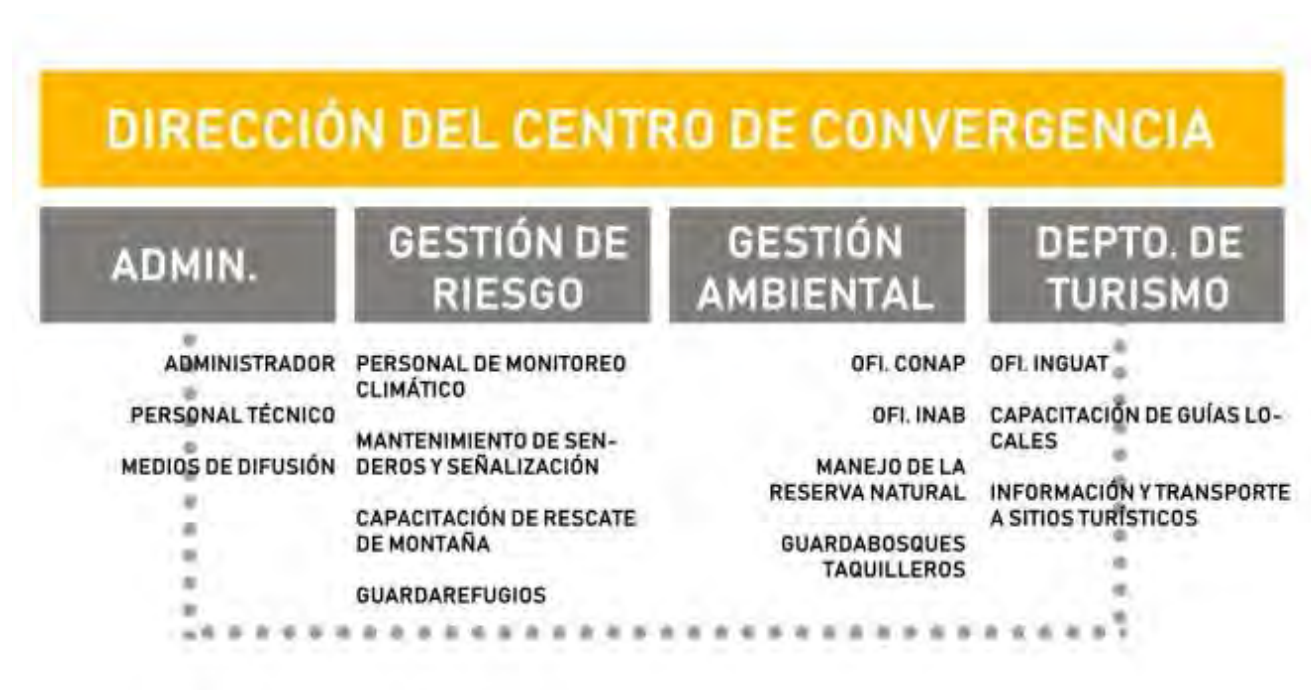 DIRECCIÓN DEL CENTRO DE CONVERGENCIA
ADMIN.
ADMINISTRADOR
PERSONAL TÉCNICO
MEDIOS DE DIFUSIÓN
GESTIÓN DE
RIESGO
PERSONAL DE MONITOREO
CLIMÁTICO
MANTENIMIENTO DE SEN-
DEROS Y SEÑALIZACIÓN
CAPACITACIÓN DE RESCATE
DE MONTAÑA
GUARDAREFUGIOS
GESTIÓN
AMBIENTAL
OFI. CONAP
OFI. INAB
MANEJO DE LA
RESERVA NATURAL
GUARDABOSQUES
TAQUILLEROS
DEPTO. DE
TURISMO
OFI. INGUAT
CAPACITACIÓN DE GUÍAS LO-
CALES
INFORMACIÓN Y TRANSPORTE
A SITIOS TURÍSTICOS